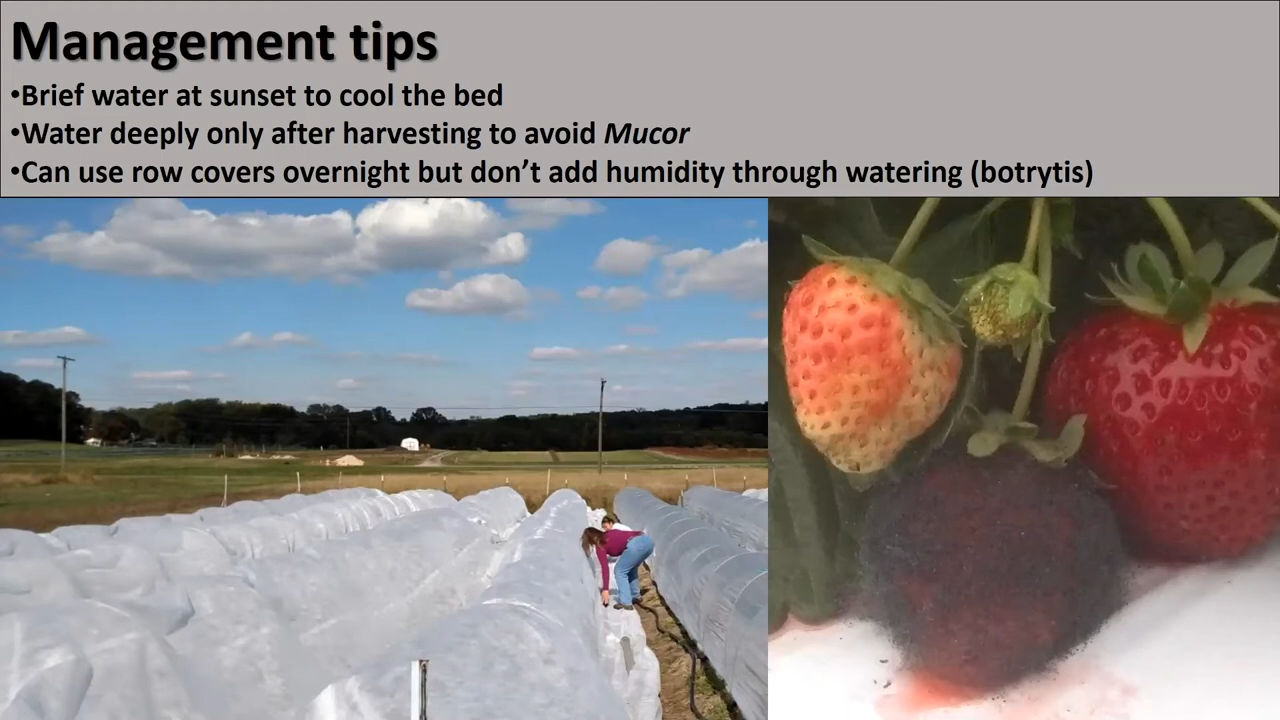 Management tips
•Brief water at sunset to cool the bed
•Water deeply only after harvesting to avoid Mucor
•Can use row covers overnight but don’t add humidity through watering (botrytis)